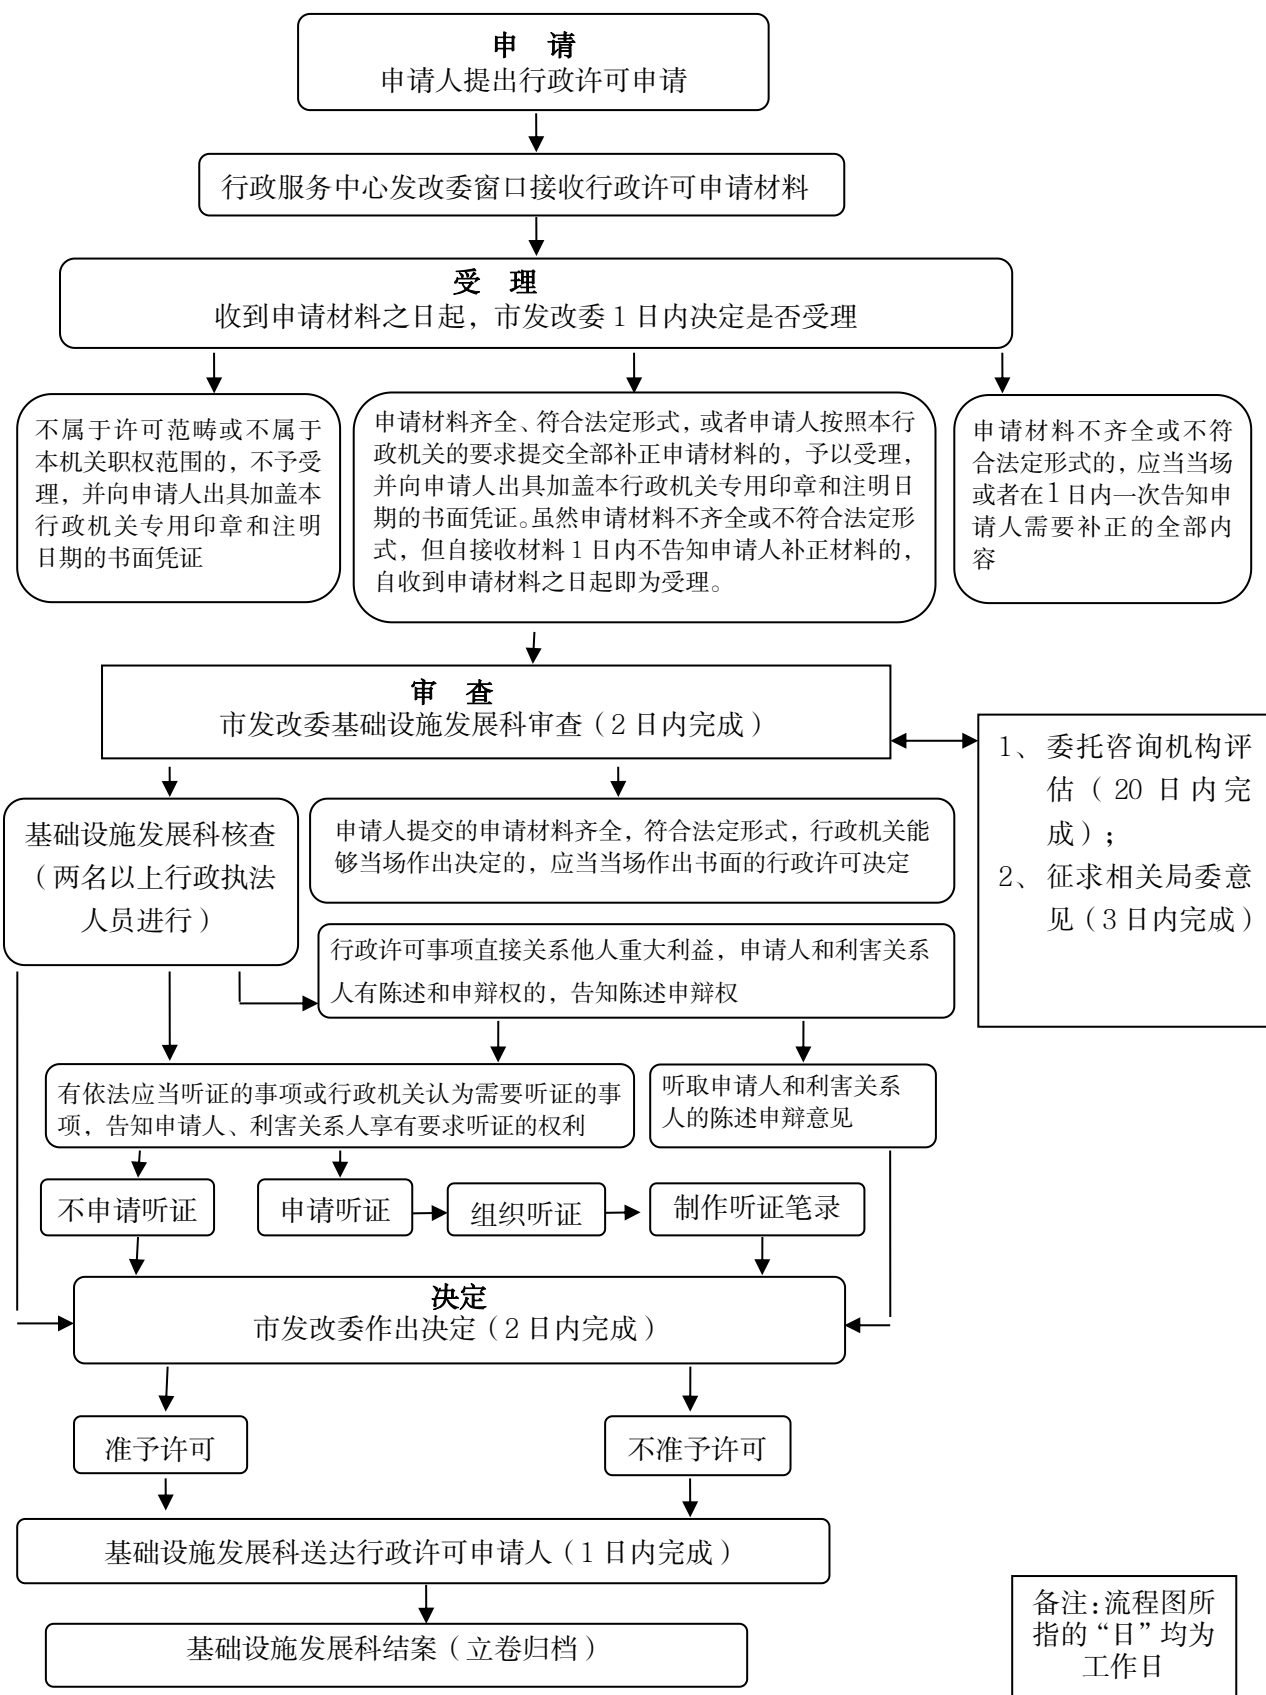 申 请
申请人提出行政许可申请
行政服务中心发改委窗口接收行政许可申请材料
受 理
收到申请材料之日起，市发改委1日内决定是否受理
不属于许可范畴或不属于
本机关职权范围的，不予受
理，并向申请人出具加盖本
行政机关专用印章和注明
日期的书面凭证
申请材料齐全、符合法定形式，或者申请人按照本行
政机关的要求提交全部补正申请材料的，予以受理，
并向申请人出具加盖本行政机关专用印章和注明日
期的书面凭证。虽然申请材料不齐全或不符合法定形
式，但自接收材料1日内不告知申请人补正材料的，
自收到申请材料之日起即为受理。
申请材料不齐全或不符
合法定形式的，应当当场
或者在1日内一次告知申
请人需要补正的全部内
容
审 查
市发改委基础设施发展科审查（2日内完成）
1、 委托咨询机构评
估（20日内完
成）；
2、 征求相关局委意
见（3日内完成）
基础设施发展科核查
（两名以上行政执法
人员进行）
申请人提交的申请材料齐全，符合法定形式，行政机关能
够当场作出决定的，应当当场作出书面的行政许可决定
行政许可事项直接关系他人重大利益，申请人和利害关系
人有陈述和申辩权的，告知陈述申辩权
有依法应当听证的事项或行政机关认为需要听证的事
项，告知申请人、利害关系人享有要求听证的权利
听取申请人和利害关系
人的陈述申辩意见
不申请听证
申请听证
组织听证
制作听证笔录
决定
市发改委作出决定（2日内完成）
准予许可
不准予许可
基础设施发展科送达行政许可申请人（1日内完成）
基础设施发展科结案（立卷归档）
备注：流程图所
指的“日”均为
工作日